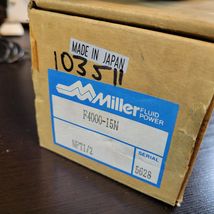 MADE IN JAPAN
103511
Miller FLUID POWER
F4000-15N
NPT1/2
SERIAL
5628